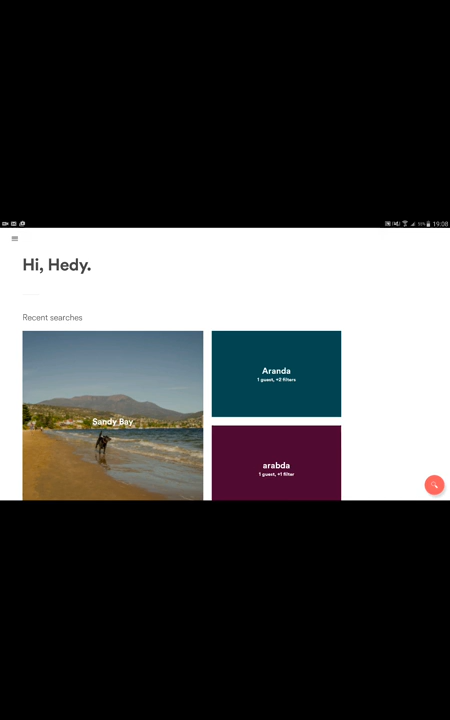 19:08
Hi, Hedy.
Recent searches
Sandy Bay
Aranda
1 guest, +2 filters
arabda
1 guest, +1 filter